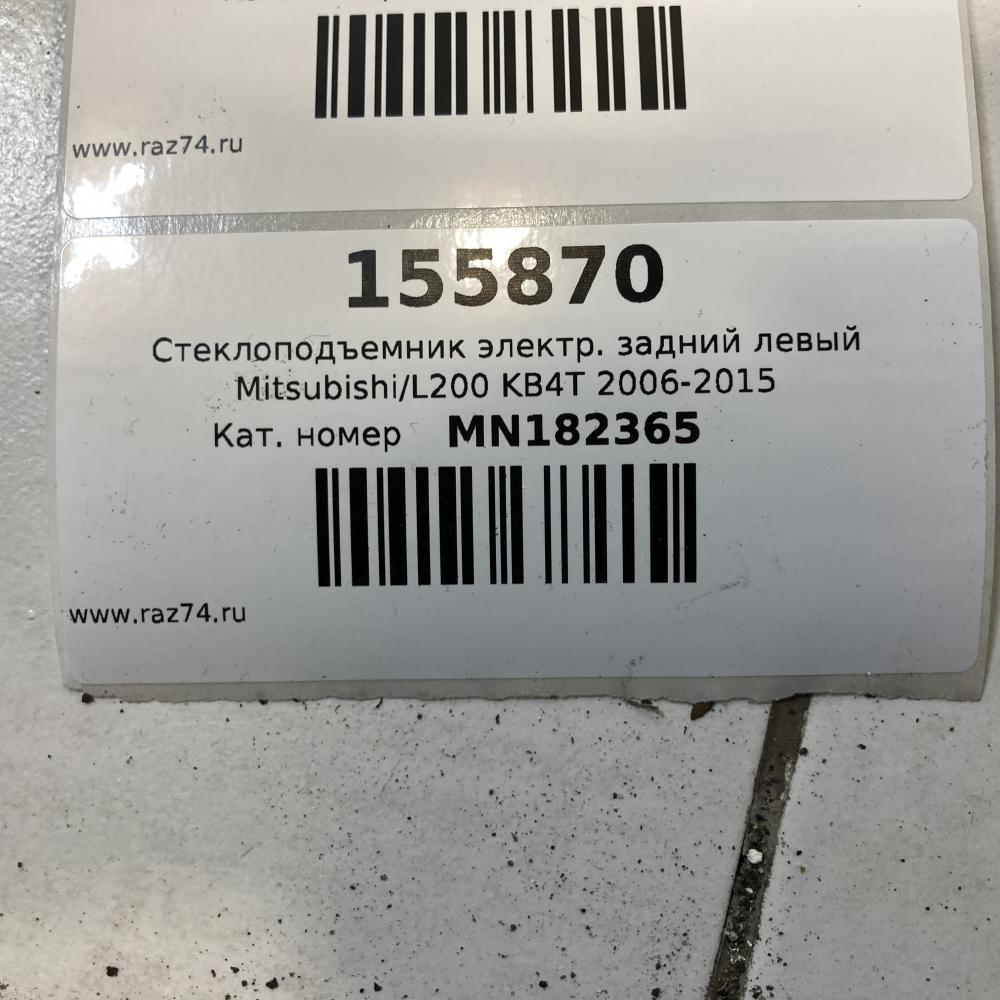 www.raz74.ru
155870
Стеклоподъемник электр. задний левый
Mitsubishi/L200 KB4T 2006-2015
Кат. номер MN182365
www.raz74.ru